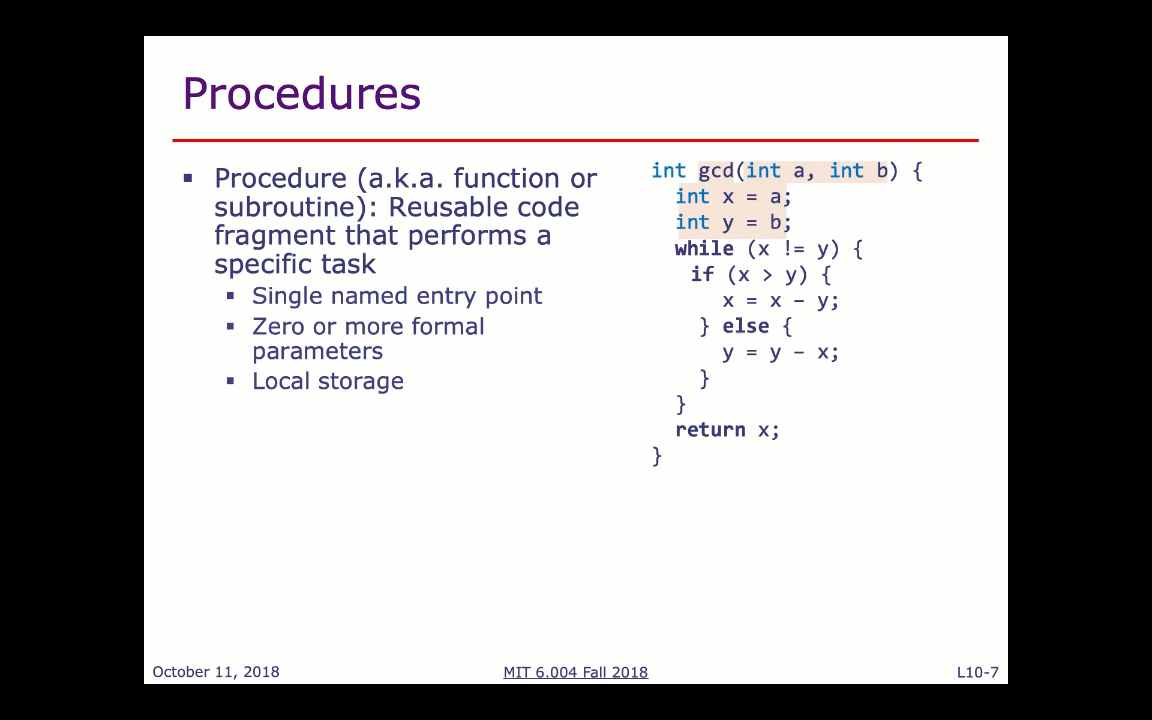 Procedures
▪ Procedure (a.k.a. function or
subroutine): Reusable code
fragment that performs a
specific task
▪ Single named entry point
▪ Zero or more formal
parameters
▪ Local storage
int gcd(int a, int b) {
int x = a;
int y = b;
while (x != y) {
if (x > y) {
x = x – y;
} else {
y = y – x;
}
}
return x;
}
October 11, 2018
MIT 6.004 Fall 2018
L10-7